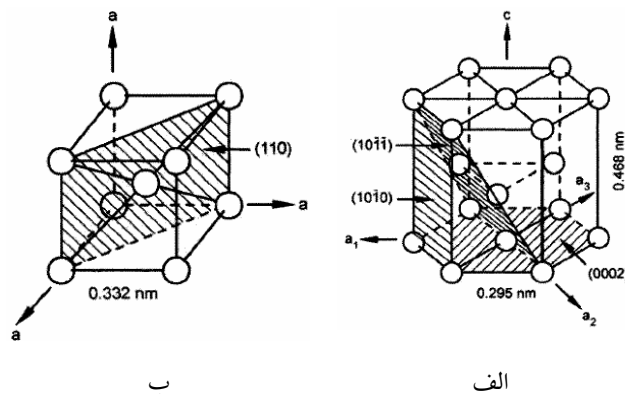 a
(110)
a
0.332 nm
a
ب
c
(101̄1̄)
0.468 nm
(101̄0)
a₃
a₁
(0002)
0.295 nm
a₂
الف